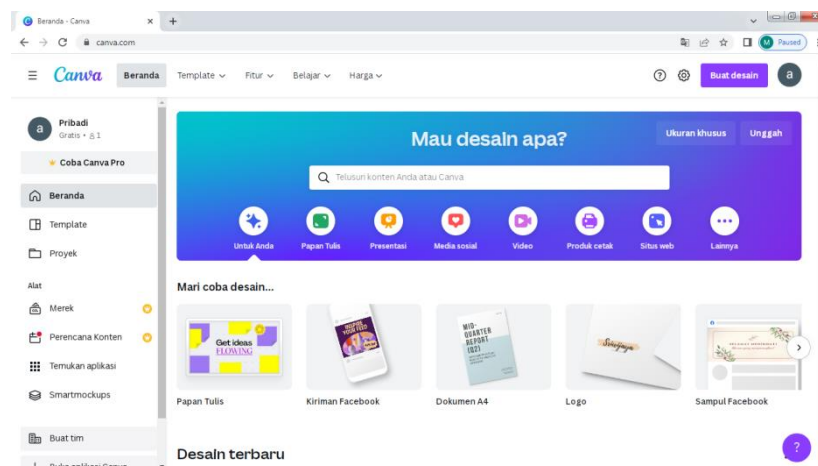 Beranda - Canva
canva.com
M Paused
Canva
Beranda
Template
Fitur
Belajar
Harga
Buat desain
a
a
Pribadi
Gratis • 1
Coba Canva Pro
Beranda
Template
Proyek
Alat
Merek
Perencana Konten
Temukan aplikasi
Smartmockups
Buat tim
Buka aplikasi Canva
Mau desain apa?
Ukuran khusus
Unggah
Telusuri konten Anda atau Canva
Untuk Anda
Papan Tulis
Presentasi
Media sosial
Video
Produk cetak
Situs web
Lainnya
Mari coba desain...
Get ideas
FLOWING
MID-
QUARTER
REPORT
Papan Tulis
Kiriman Facebook
Dokumen A4
Logo
Sampul Facebook
Desain terbaru
?